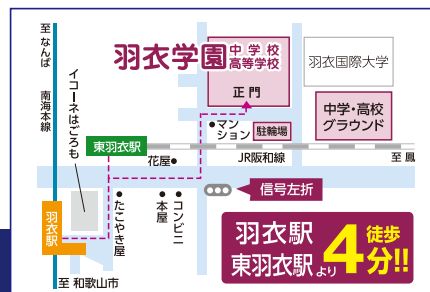 至 なんば
南海本線
イコーネはごろも
羽衣学園 中学校
高等学校
正門
羽衣国際大学
中学・高校
グラウンド
マン
ション
駐輪場
東羽衣駅
花屋
JR阪和線
至 鳳
信号左折
羽衣駅
たこやき屋
本屋
コンビニ
至 和歌山市
羽衣駅
東羽衣駅より
徒歩
4分!!